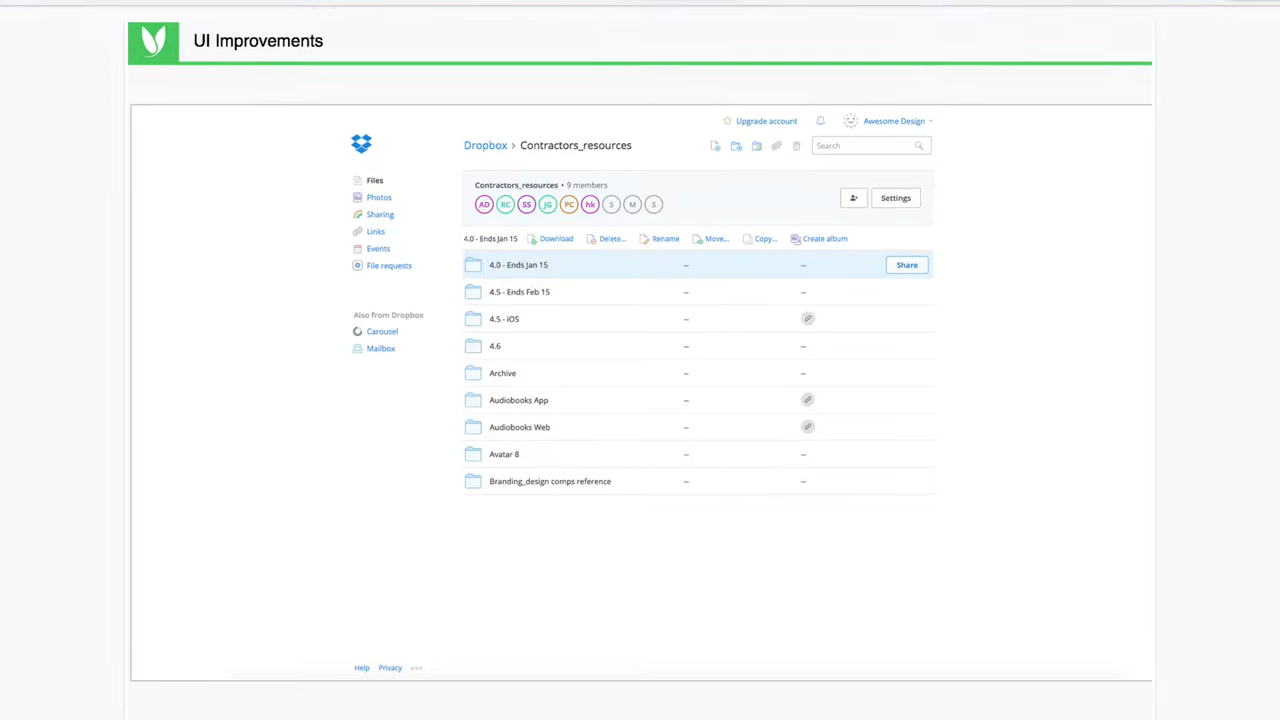 UI Improvements
Upgrade account
Awesome Design
Dropbox › Contractors_resources
Search
Files
Photos
Sharing
Links
Events
File requests
Also from Dropbox
Carousel
Mailbox
Contractors_resources • 9 members
AD RC SS JG PC hk S M S
Settings
4.0 - Ends Jan 15 Download Delete... Rename Move... Copy... Create album
4.0 - Ends Jan 15 -- -- Share
4.5 - Ends Feb 15 -- --
4.5 - iOS --
4.6 -- --
Archive -- --
Audiobooks App --
Audiobooks Web --
Avatar 8 -- --
Branding_design comps reference -- --
Help Privacy